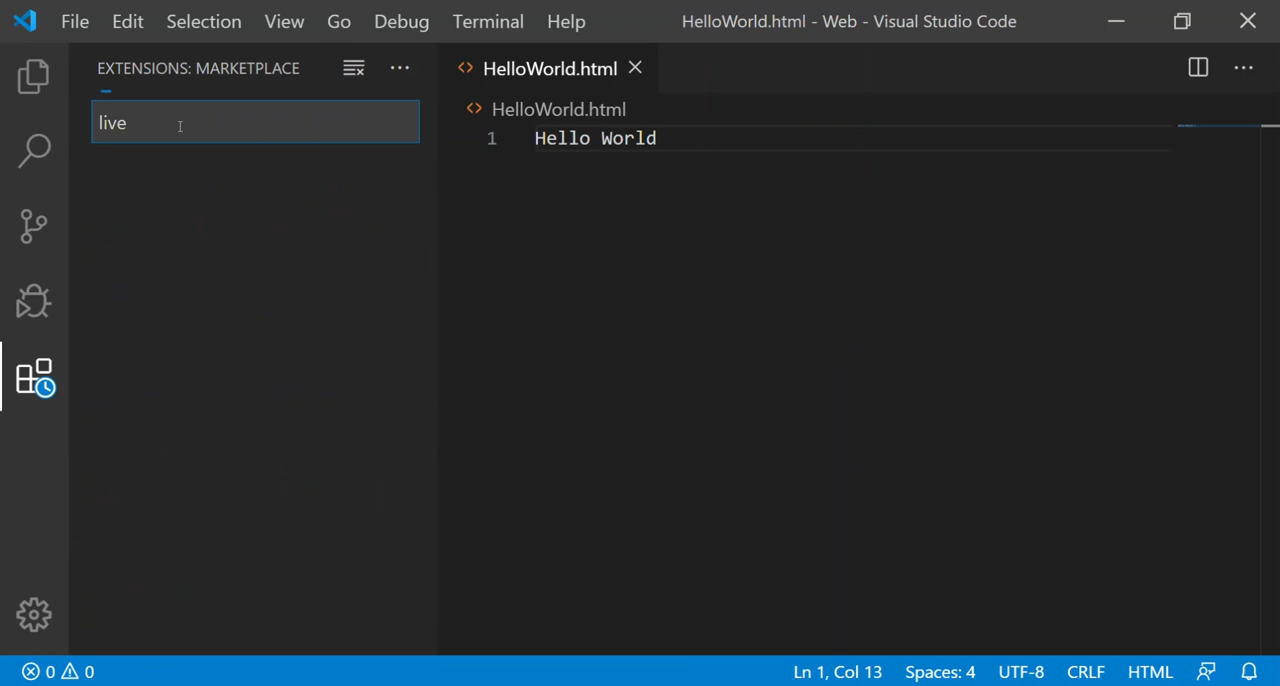 File Edit Selection View Go Debug Terminal Help HelloWorld.html - Web - Visual Studio Code
EXTENSIONS: MARKETPLACE
live
HelloWorld.html
HelloWorld.html
1 Hello World
0 0 Ln 1, Col 13 Spaces: 4 UTF-8 CRLF HTML